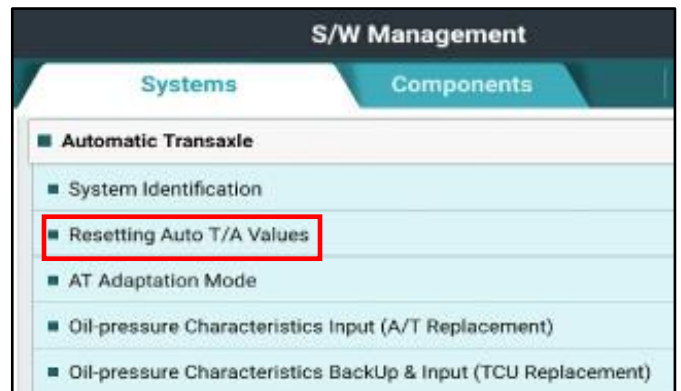 S/W Management
Systems
Components
Automatic Transaxle
System Identification
Resetting Auto T/A Values
AT Adaptation Mode
Oil-pressure Characteristics Input (A/T Replacement)
Oil-pressure Characteristics BackUp & Input (TCU Replacement)